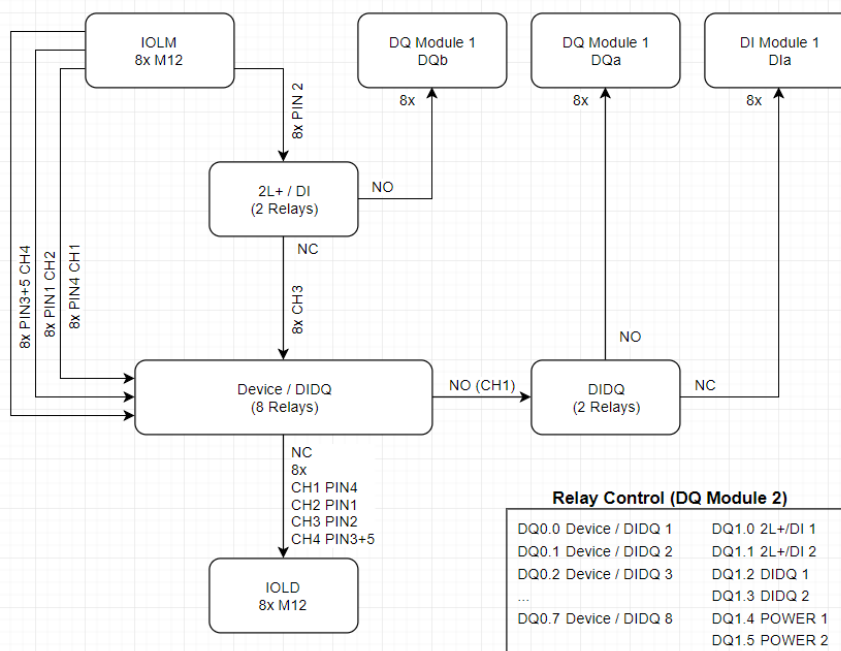 IOLM
8x M12
DQ Module 1
DQb
DQ Module 1
DQa
DI Module 1
DIa
8x
8x
8x
8x PIN 2
2L+ / DI
(2 Relays)
NO
NC
8x PIN3+5 CH4
8x PIN1 CH2
8x PIN4 CH1
8x CH3
NO
Device / DIDQ
(8 Relays)
NO (CH1)
DIDQ
(2 Relays)
NC
NC
8x
CH1 PIN4
CH2 PIN1
CH3 PIN2
CH4 PIN3+5
IOLD
8x M12
Relay Control (DQ Module 2)
DQ0.0 Device / DIDQ 1
DQ0.1 Device / DIDQ 2
DQ0.2 Device / DIDQ 3
...
DQ0.7 Device / DIDQ 8
DQ1.0 2L+/DI 1
DQ1.1 2L+/DI 2
DQ1.2 DIDQ 1
DQ1.3 DIDQ 2
DQ1.4 POWER 1
DQ1.5 POWER 2